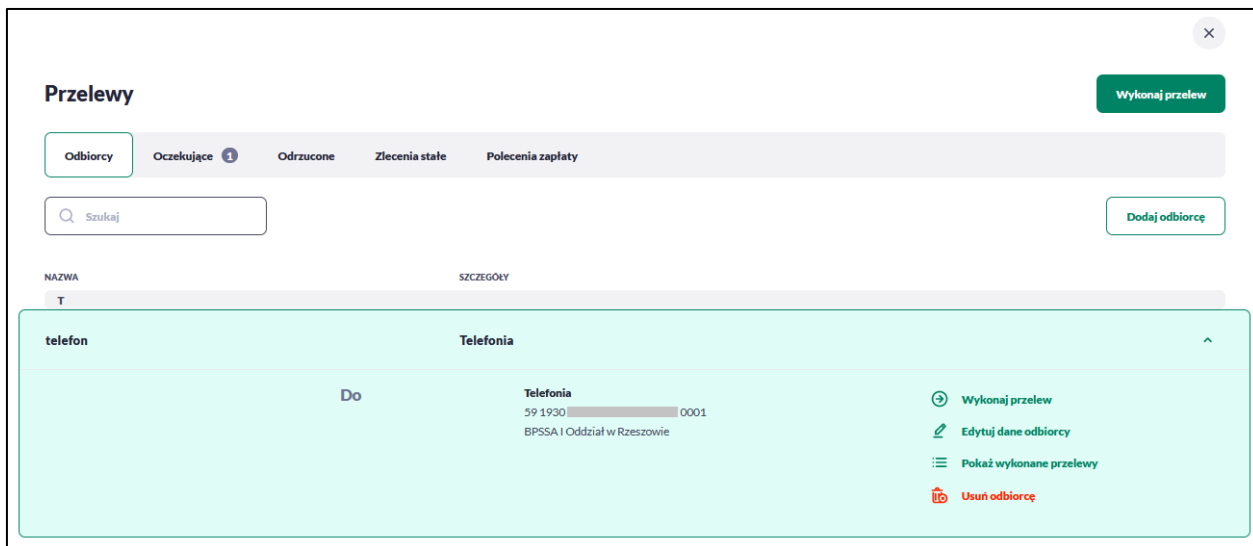 Przelewy
Wykonaj przelew
Odbiorcy Oczekujące 1 Odrzucone Zlecenia stałe Polecenia zapłaty
Szukaj
Dodaj odbiorcę
NAZWA SZCZEGÓŁY
T
telefon Telefonia
Do
Telefonia
59 1930 0001
BPSSA I Oddział w Rzeszowie
Wykonaj przelew
Edytuj dane odbiorcy
Pokaż wykonane przelewy
Usuń odbiorcę